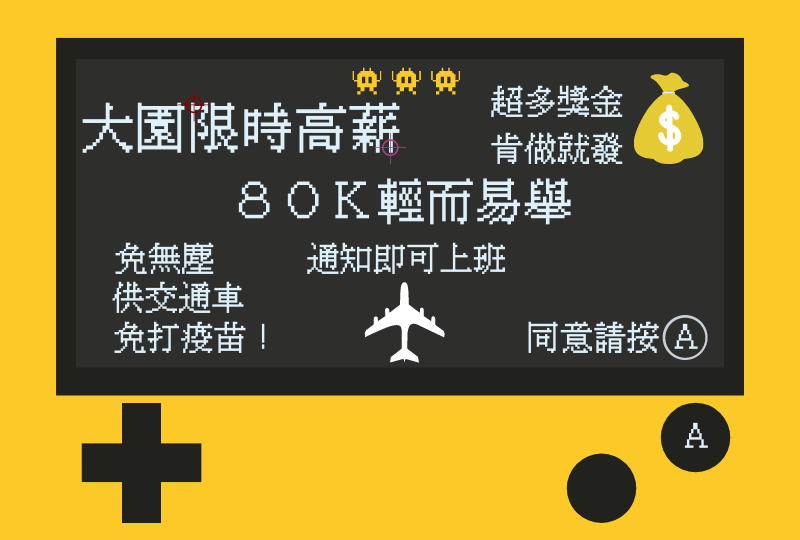 大園限時高薪
超多獎金
肯做就發
$
80K輕而易舉
免無塵
通知即可上班
供交通車
免打疫苗！
同意請按Ⓐ
A